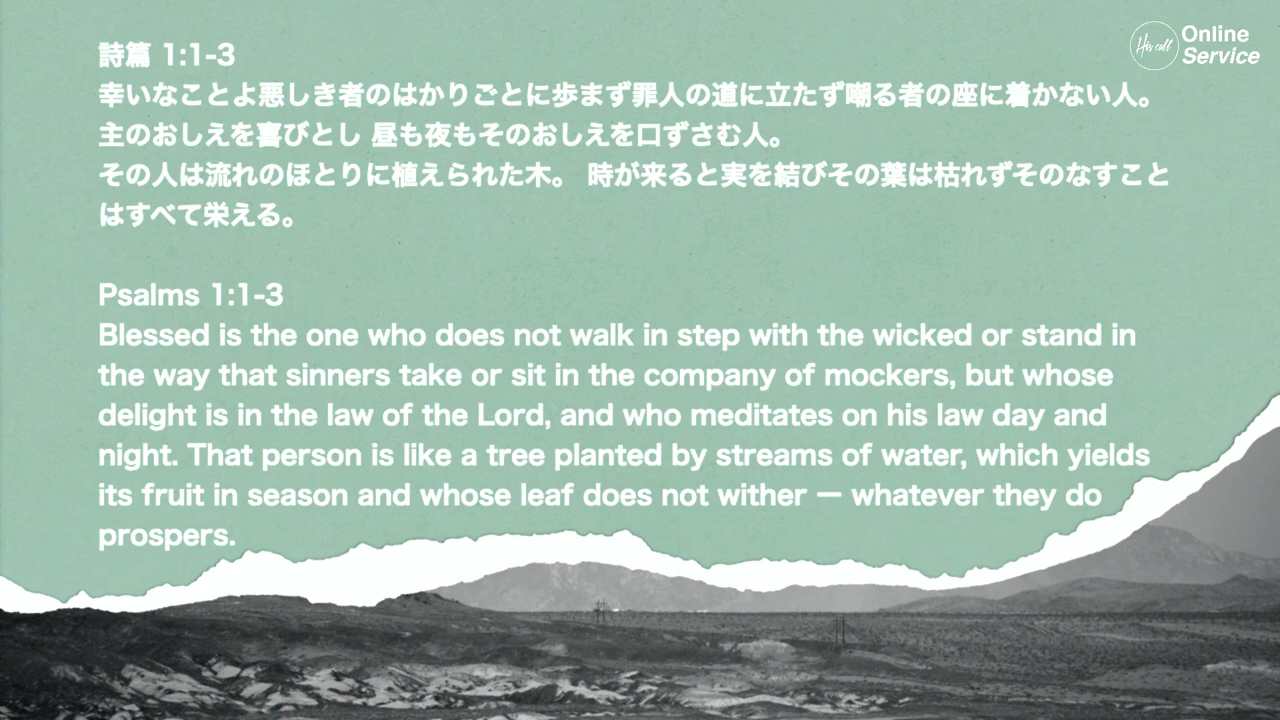 詩篇 1:1-3
幸いなことよ悪しき者のはかりごとに歩まず罪人の道に立たず嘲る者の座に着かない人。
主のおしえを喜びとし 昼も夜もそのおしえを口ずさむ人。
その人は流れのほとりに植えられた木。 時が来ると実を結びその葉は枯れずそのなすこと
はすべて栄える。
Psalms 1:1-3
Blessed is the one who does not walk in step with the wicked or stand in
the way that sinners take or sit in the company of mockers, but whose
delight is in the law of the Lord, and who meditates on his law day and
night. That person is like a tree planted by streams of water, which yields
its fruit in season and whose leaf does not wither — whatever they do
prospers.
His call
Online
Service